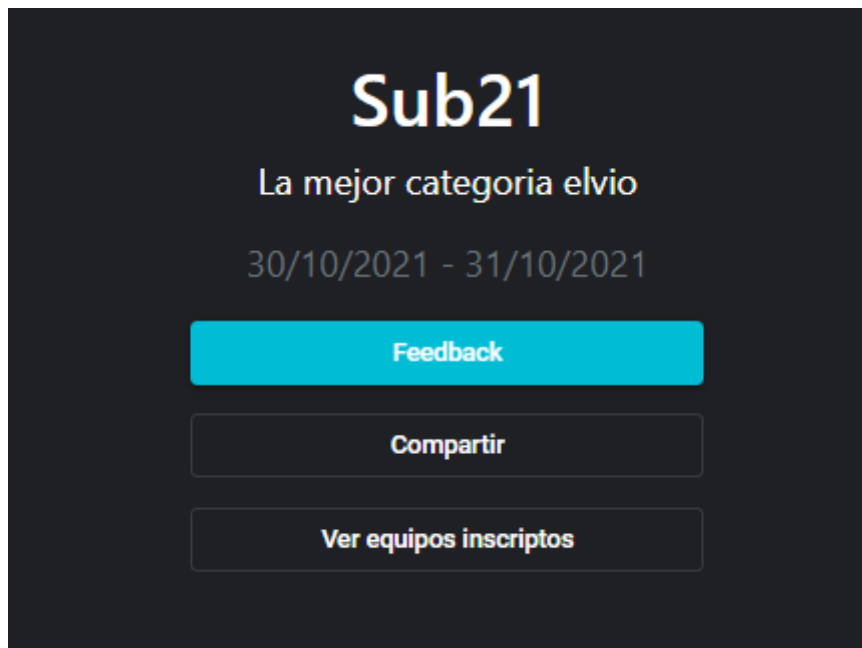 Sub21
La mejor categoria elvio
30/10/2021 - 31/10/2021
Feedback
Compartir
Ver equipos inscriptos